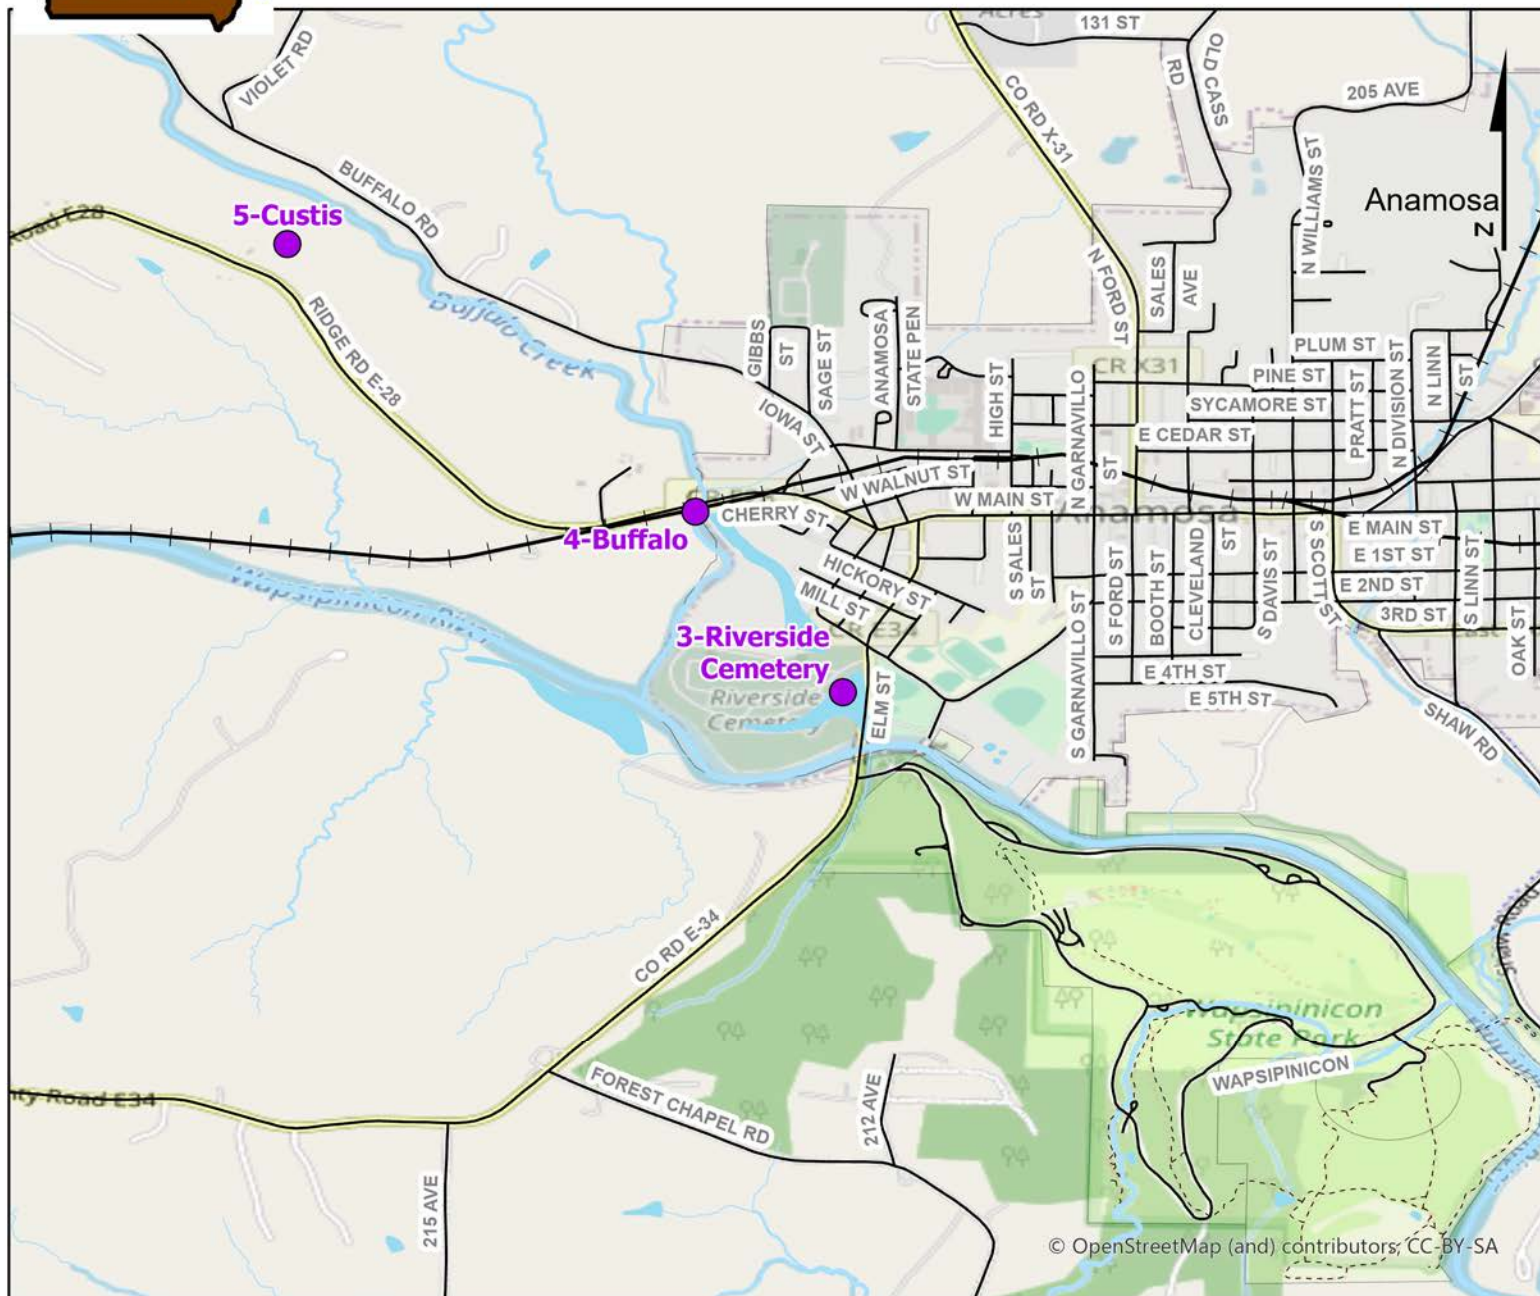 Acres
131 ST
VIOLET RD
OLD CASS
RD
CO RD X-31
205 AVE
BUFFALO RD
N WILLIAMS ST
Anamosa
N
5-Custis
Road E28
N FORD ST
SALES
AVE
Buffalo Creek
RIDGE RD E-28
GIBBS
ST
SAGE ST
ANAMOSA
STATE PEN
HIGH ST
N GARNAVILLO
ST
CR X31
PLUM ST
PINE ST
SYCAMORE ST
E CEDAR ST
PRATT ST
N DIVISION ST
N LINN
ST
IOWA ST
W WALNUT ST
W MAIN ST
CHERRY ST
4-Buffalo
Anamosa
E MAIN ST
E 1ST ST
E 2ND ST
3RD ST
S SALES
ST
S FORD ST
BOOTH ST
CLEVELAND
ST
S DAVIS ST
S SCOTT ST
S LINN ST
OAK ST
HICKORY ST
MILL ST
CR E34
Wapsipinicon River
3-Riverside
Cemetery
Riverside
Cemetery
ELM ST
S GARNAVILLO ST
E 4TH ST
E 5TH ST
SHAW RD
Shaw Road
CO RD E-34
Wapsipinicon
State Park
WAPSIPINICON
nty Road E34
FOREST CHAPEL RD
212 AVE
215 AVE
© OpenStreetMap (and) contributors, CC-BY-SA